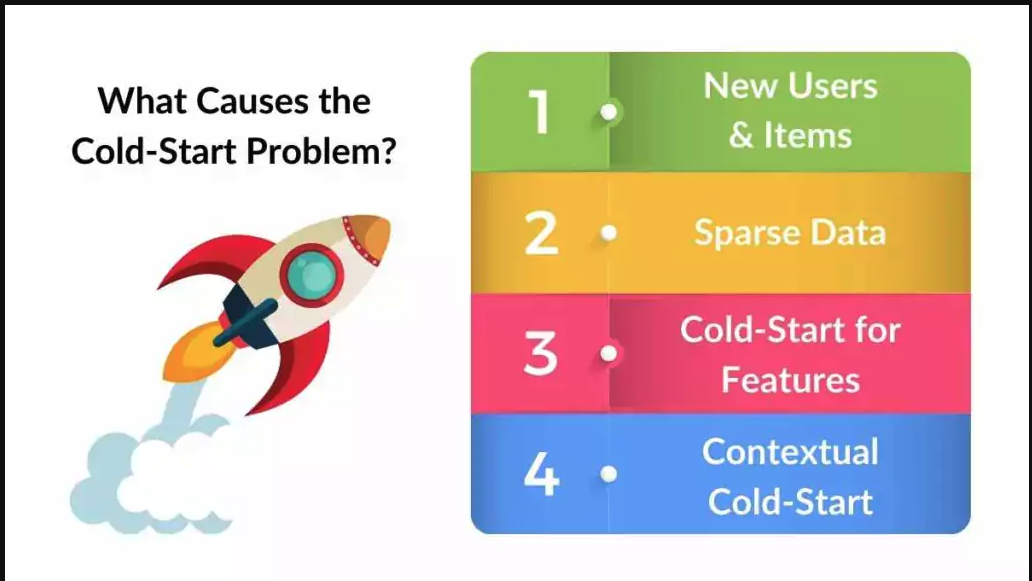 What Causes the
Cold-Start Problem?
1
New Users
& Items
2
Sparse Data
3
Cold-Start for
Features
4
Contextual
Cold-Start